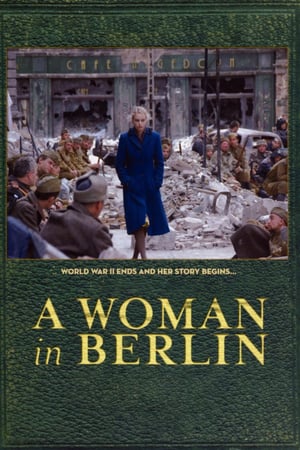 CAFE
WORLD WAR II ENDS AND HER STORY BEGINS...
A WOMAN
in BERLIN